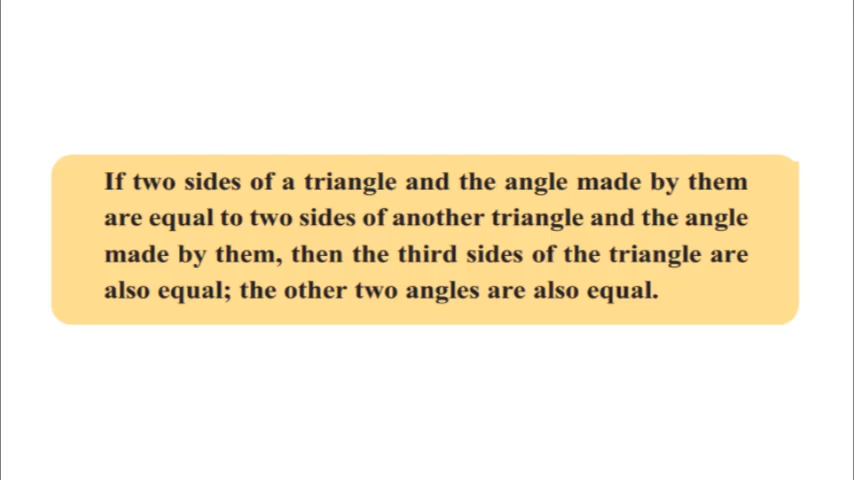 If two sides of a triangle and the angle made by them
are equal to two sides of another triangle and the angle
made by them, then the third sides of the triangle are
also equal; the other two angles are also equal.